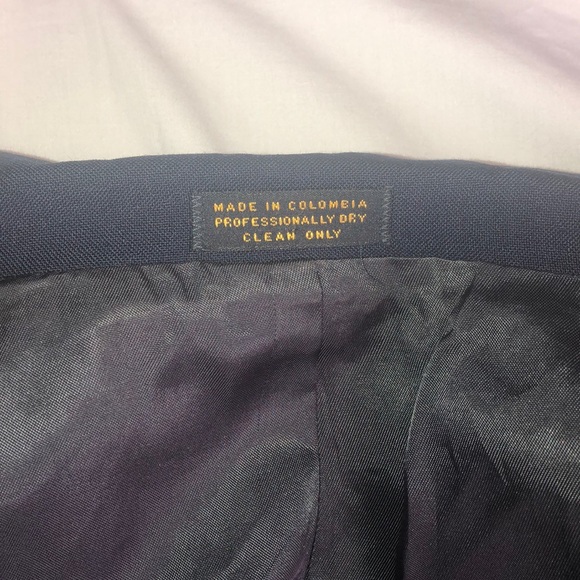 MADE IN COLOMBIA
PROFESSIONALLY DRY
CLEAN ONLY